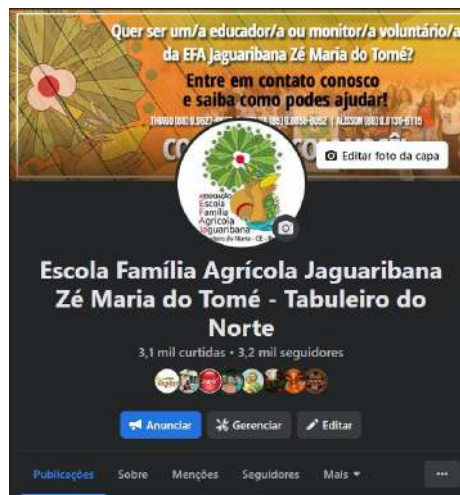 Quer ser um/a educador/a ou monitor/a voluntário/a
da EFA Jaguaribana Zé Maria do Tomé?
Entre em contato conosco
e saiba como podes ajudar!
Editar foto da capa
ASSOCIAÇÃO
Escola
Família
Agrícola
Jaguaribana
Escola Família Agrícola Jaguaribana
Zé Maria do Tomé - Tabuleiro do
Norte
3,1 mil curtidas • 3,2 mil seguidores
Anunciar Gerenciar Editar
Publicações Sobre Menções Seguidores Mais